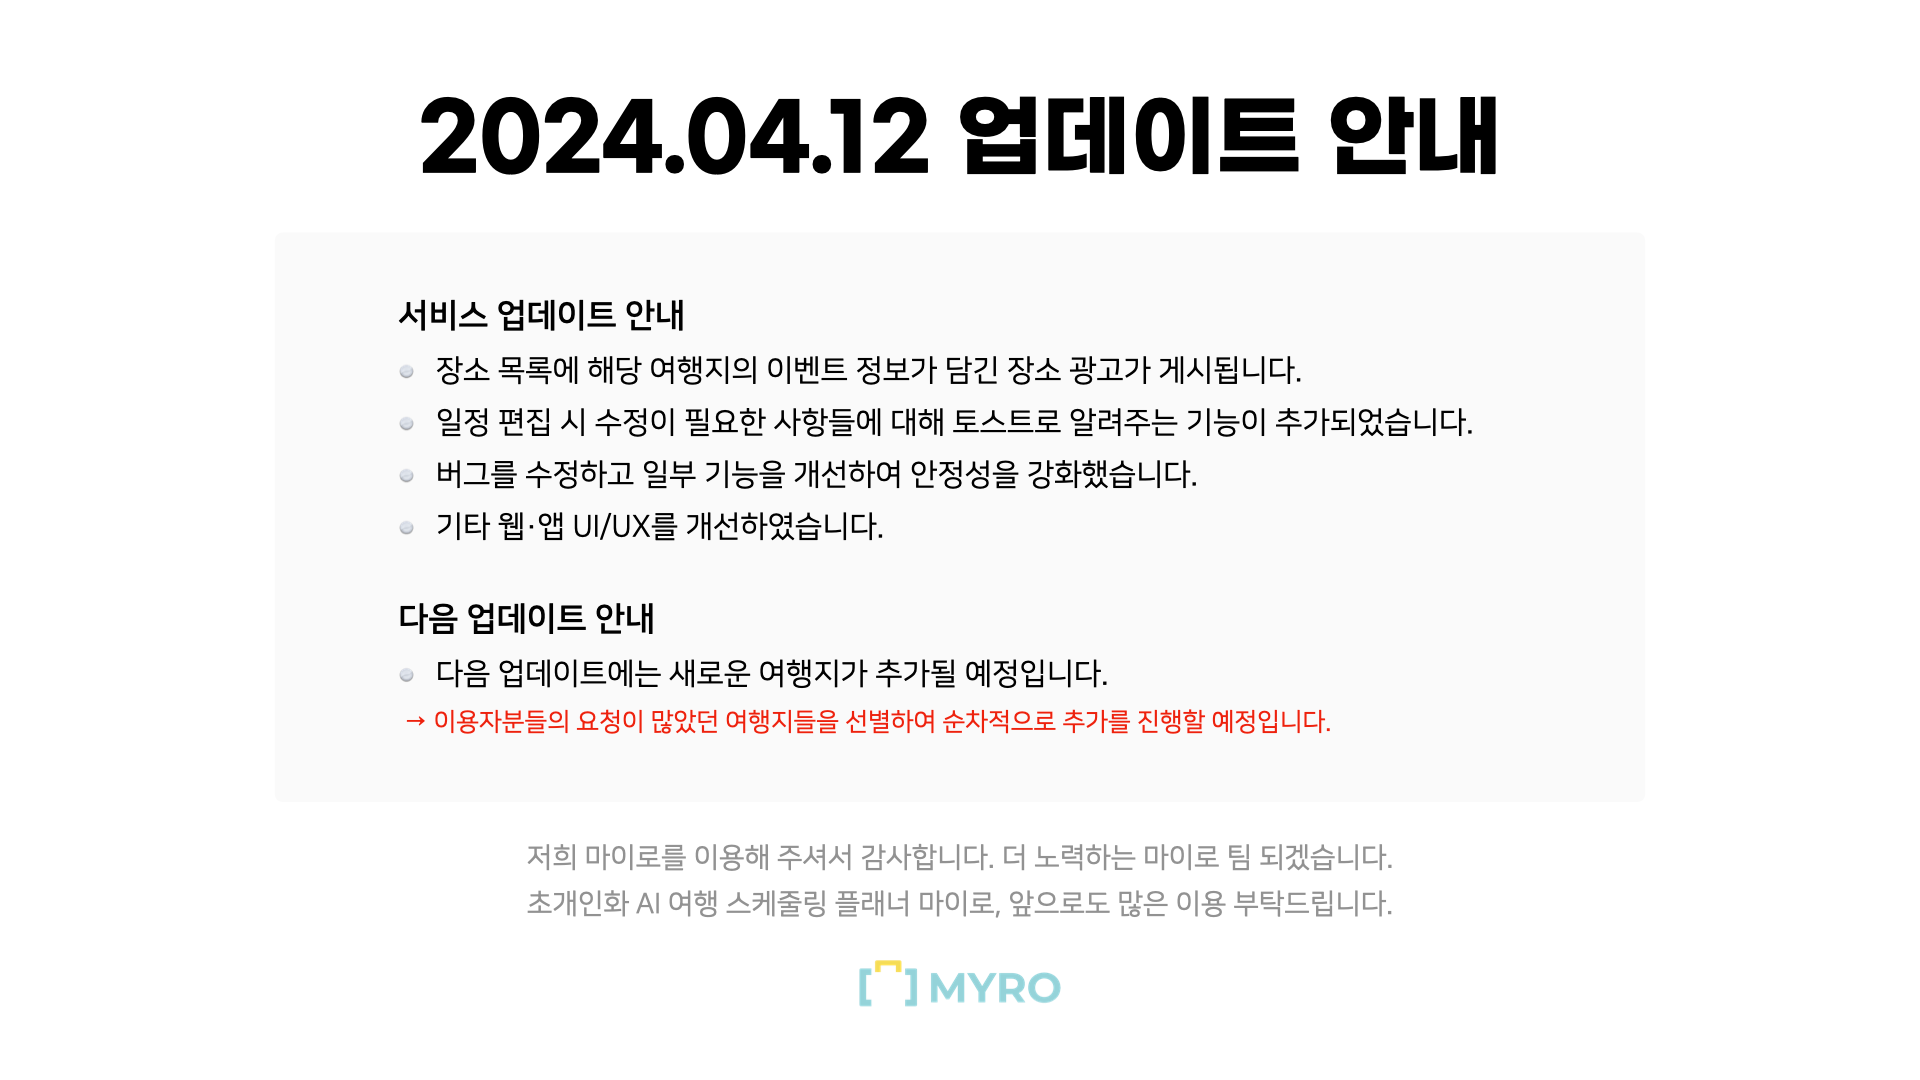 2024.04.12 업데이트 안내
서비스 업데이트 안내
장소 목록에 해당 여행지의 이벤트 정보가 담긴 장소 광고가 게시됩니다.
일정 편집 시 수정이 필요한 사항들에 대해 토스트로 알려주는 기능이 추가되었습니다.
버그를 수정하고 일부 기능을 개선하여 안정성을 강화했습니다.
기타 웹·앱 UI/UX를 개선하였습니다.
다음 업데이트 안내
다음 업데이트에는 새로운 여행지가 추가될 예정입니다.
→ 이용자분들의 요청이 많았던 여행지들을 선별하여 순차적으로 추가를 진행할 예정입니다.
저희 마이로를 이용해 주셔서 감사합니다. 더 노력하는 마이로 팀 되겠습니다.
초개인화 AI 여행 스케줄링 플래너 마이로, 앞으로도 많은 이용 부탁드립니다.
MYRO